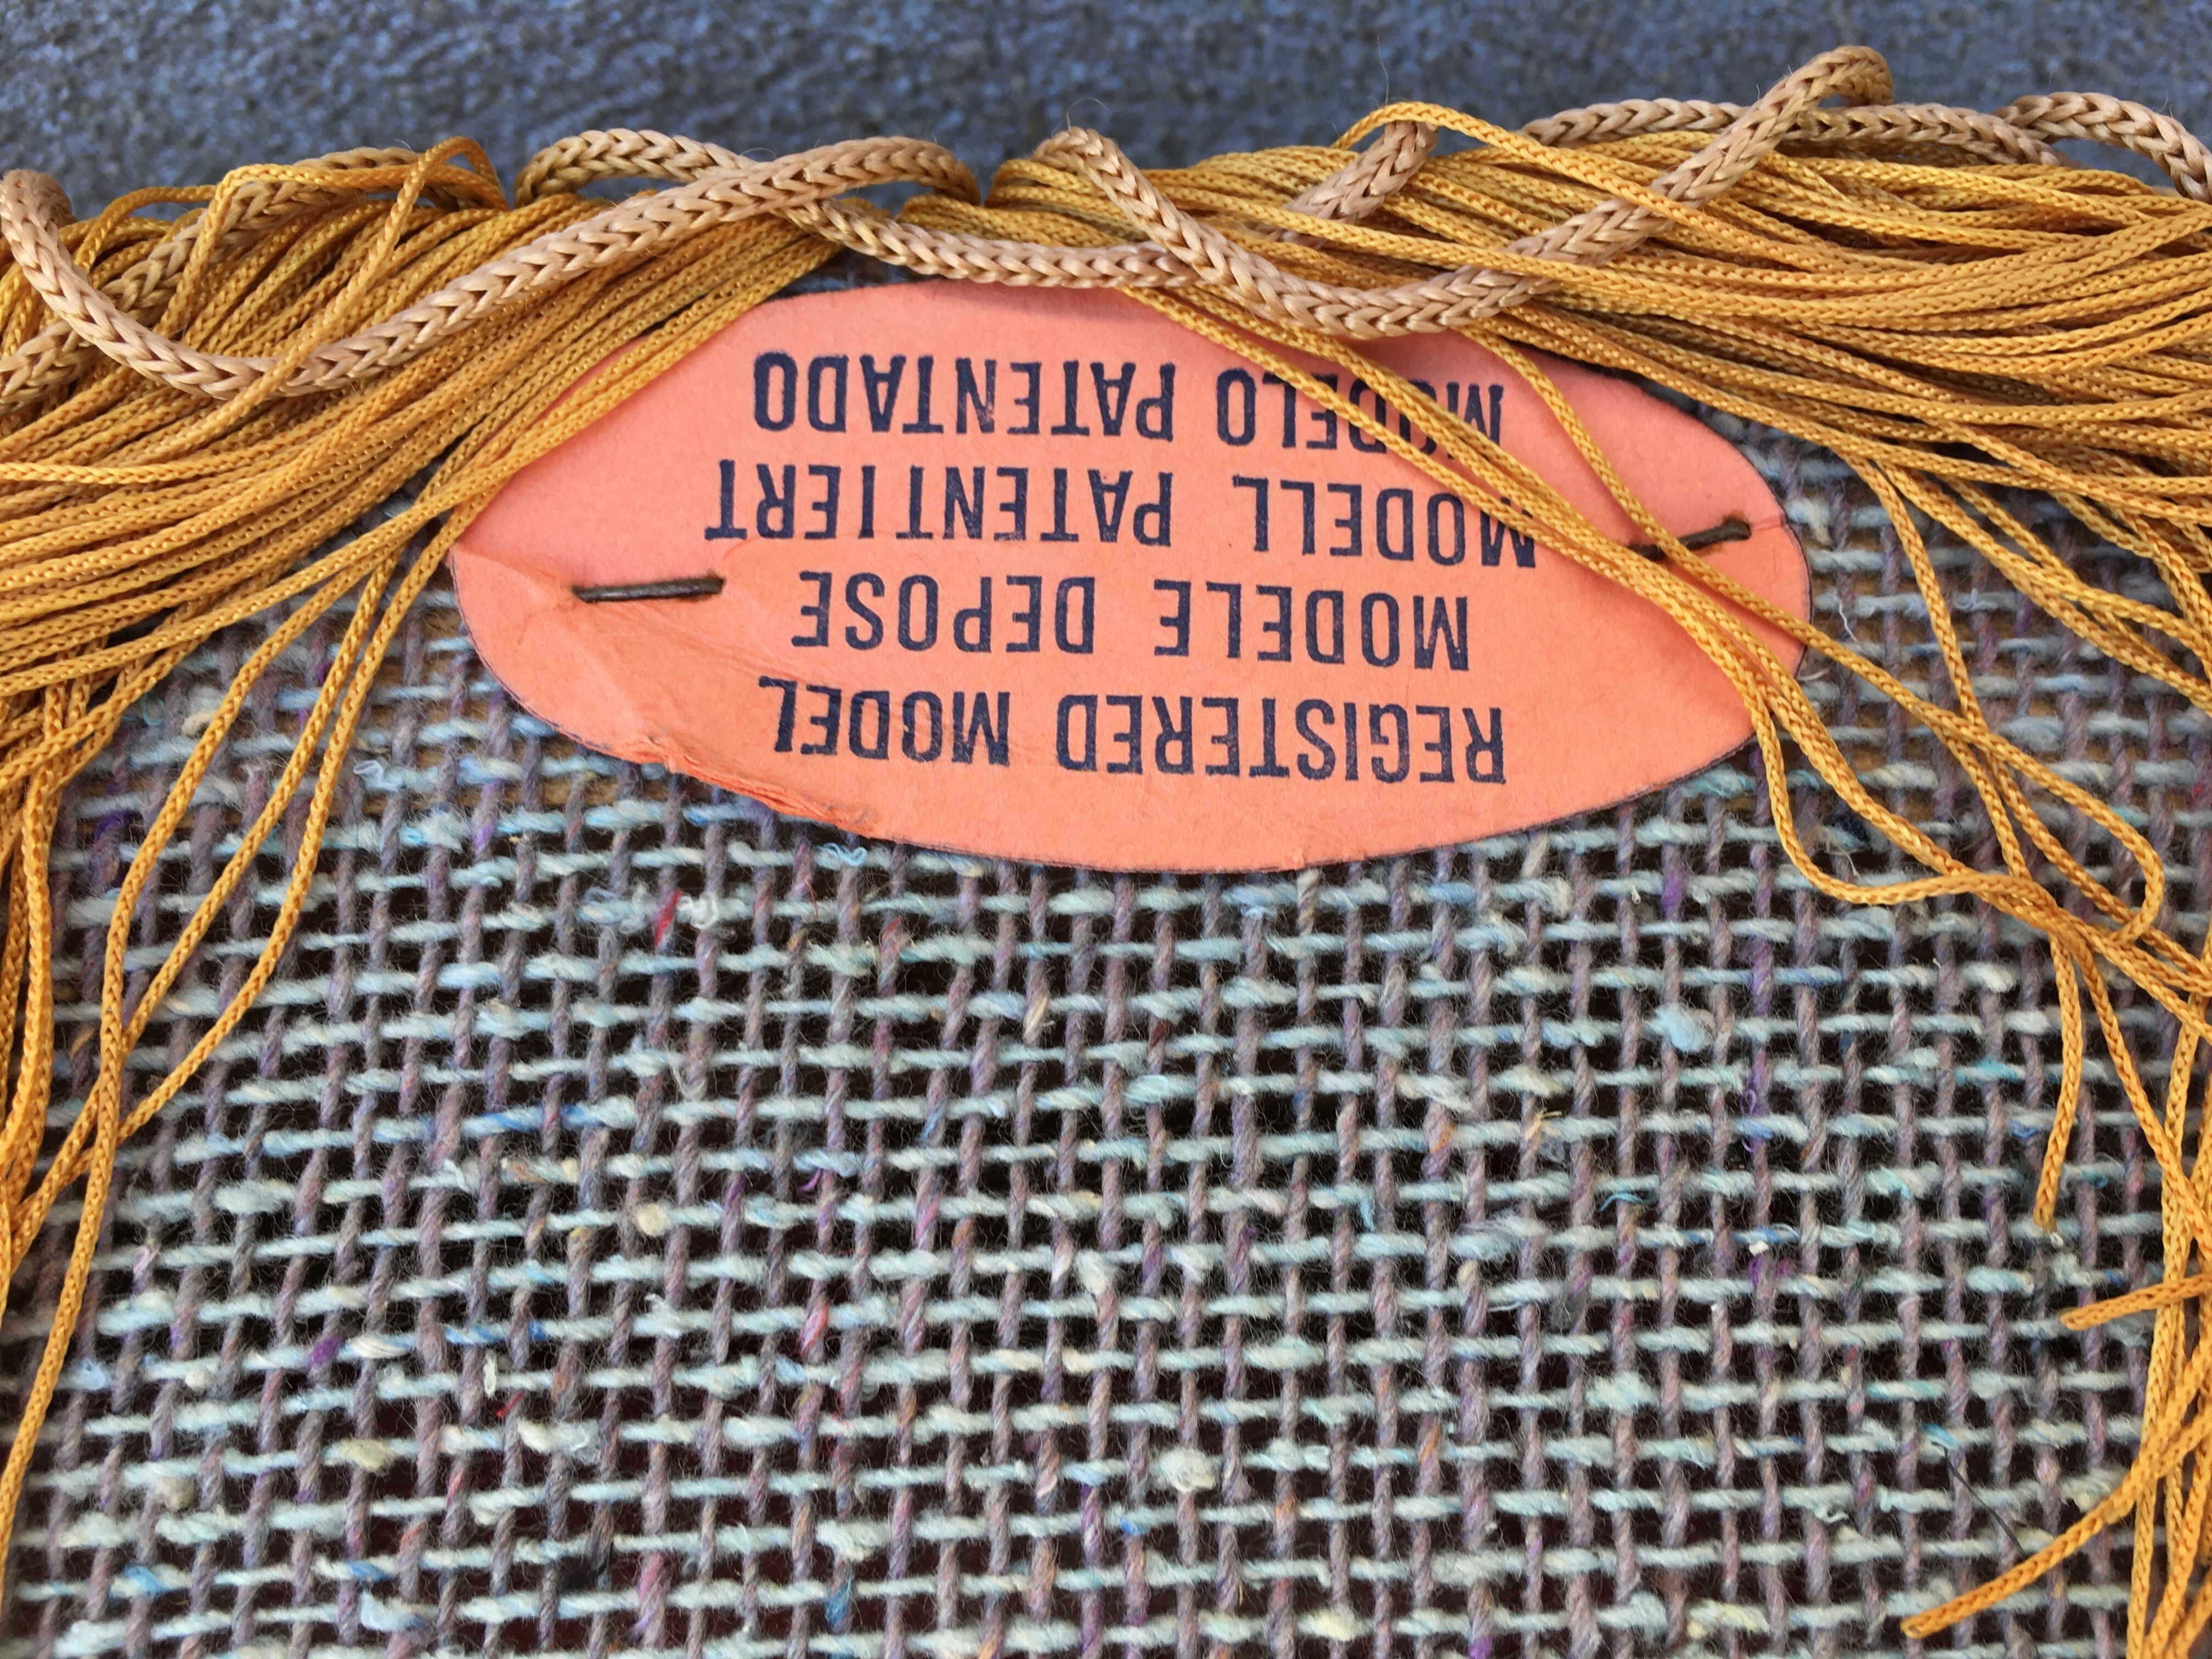 REGISTERED MODEL
MODELE DEPOSE
MODELL PATENTIERT
MODELO PATENTADO